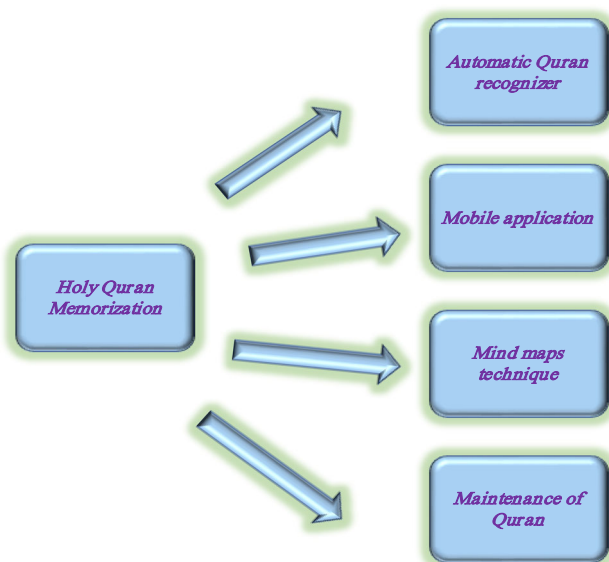 Automatic Quran
recognizer
Mobile application
Holy Quran
Memorization
Mind maps
technique
Maintenance of
Quran